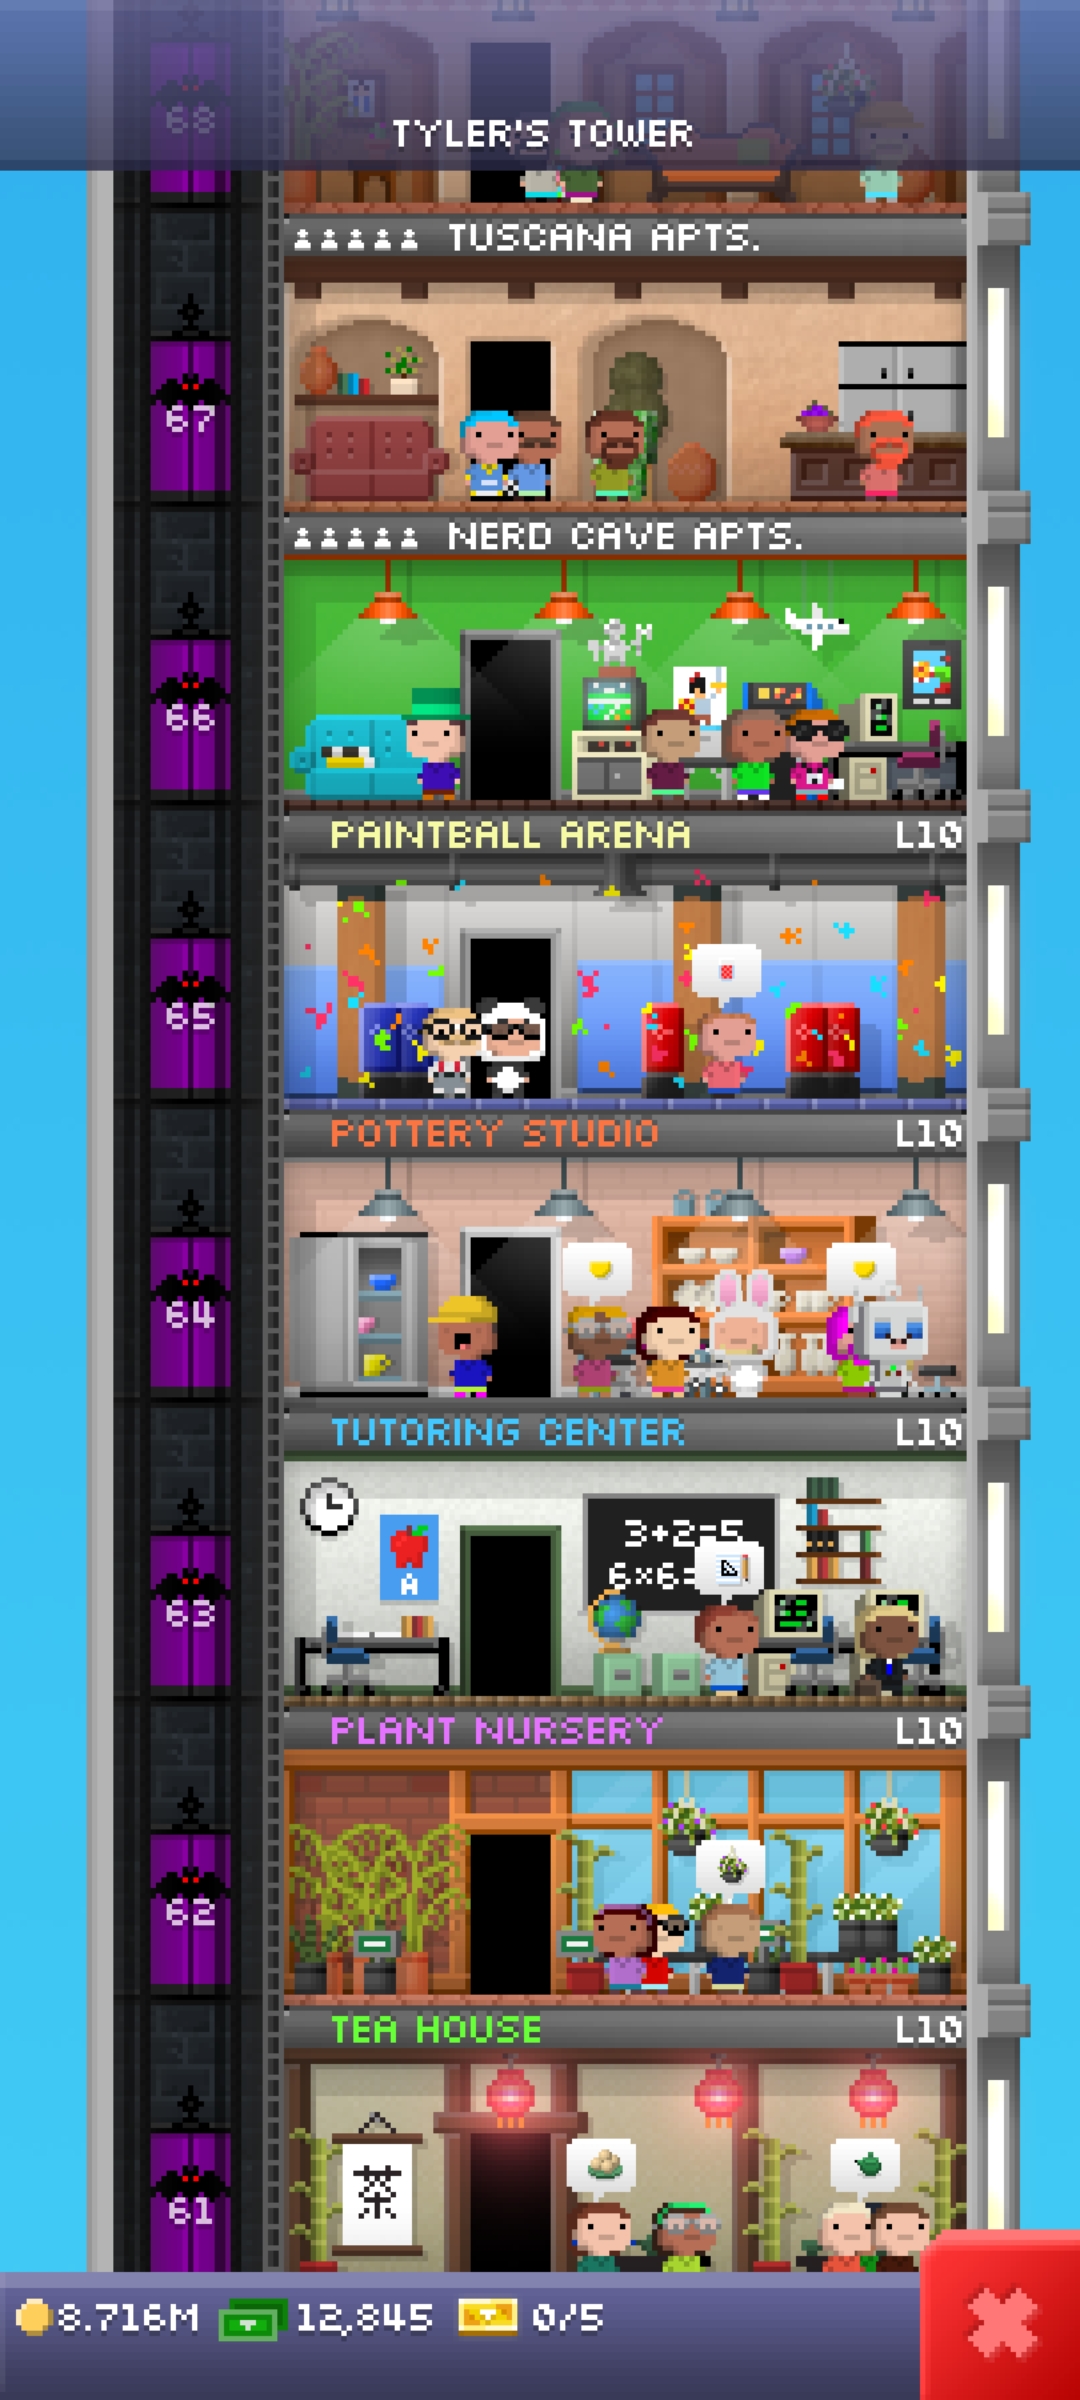 68
TYLER'S TOWER
TUSCANA APTS.
67
NERD CAVE APTS.
66
PAINTBALL ARENA L10
65
POTTERY STUDIO L10
64
TUTORING CENTER L10
3+2=5
6×6=
A
63
PLANT NURSERY L10
62
TEA HOUSE L10
茶
61
8.716M 12,845 0/5